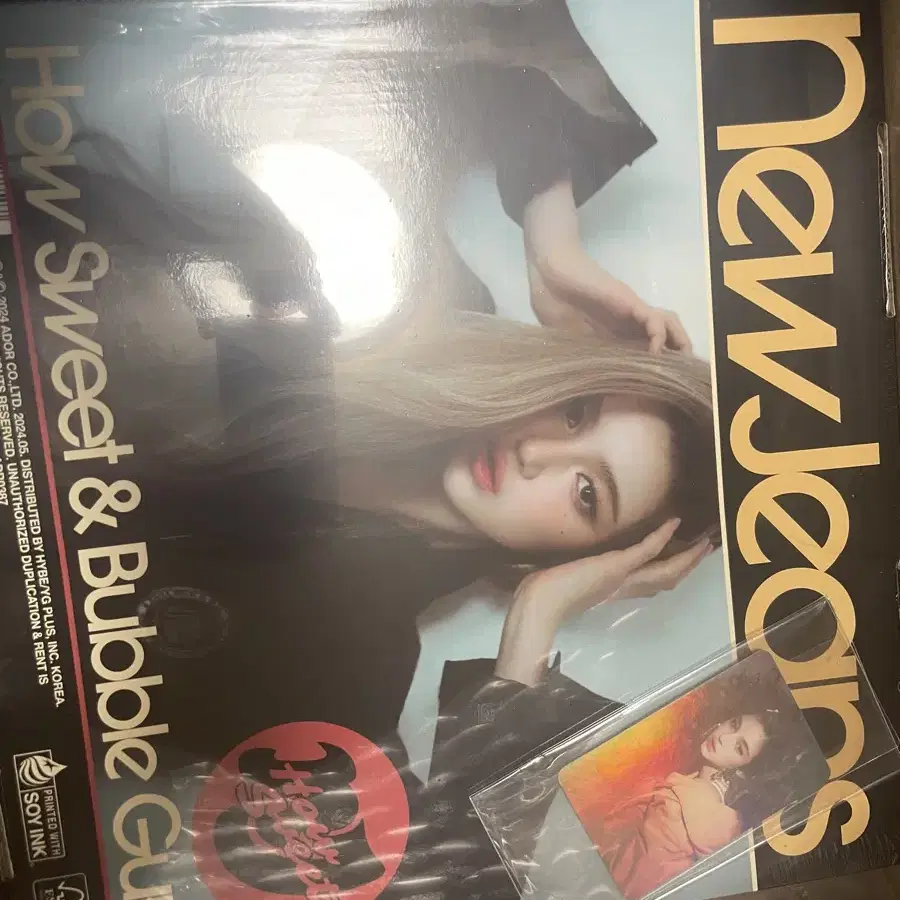 NewJeans
How Sweet & Bubble Gu
How Sweet
2024 ADOR CO.,LTD. 2024.05. DISTRIBUTED BY HYBE/YG PLUS, INC. KOREA.
RESERVED. UNAUTHORIZED DUPLICATION & RENT IS
PRINTED WITH
SOY INK